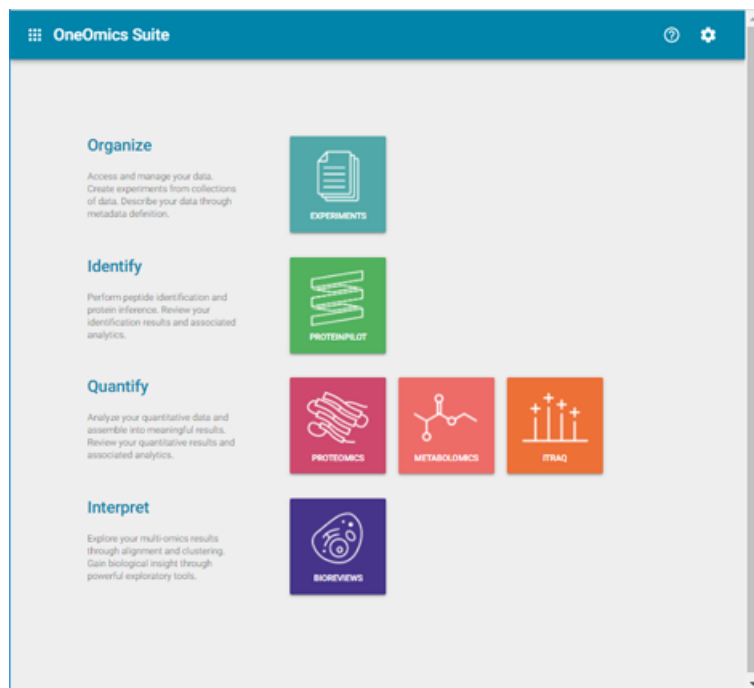 OneOmics Suite
Organize
Access and manage your data.
Create experiments from collections
of data. Describe your data through
metadata definition.
EXPERIMENTS
Identify
Perform peptide identification and
protein inference. Review your
identification results and associated
analytics.
PROTEINPILOT
Quantify
Analyze your quantitative data and
assemble into meaningful results.
Review your quantitative results and
associated analytics.
PROTEOMICS
METABOLOMICS
ITRAQ
Interpret
Explore your multi-omics results
through alignment and clustering.
Gain biological insight through
powerful exploratory tools.
BIOREVIEWS